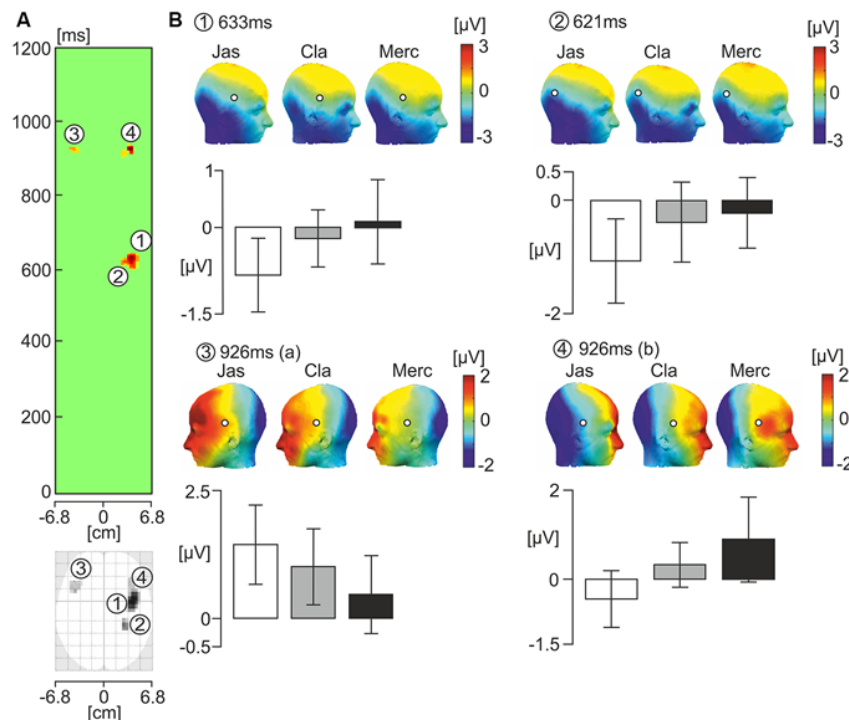 A
[ms]
1200
1000
800
600
400
200
0
③
④
①
②
-6.8 0 6.8
[cm]
③
④
①
②
-6.8 0 6.8
[cm]
B
① 633ms
[µV]
Jas Cla Merc
3
0
-3
1
0
[µV]
-1.5
② 621ms
[µV]
Jas Cla Merc
3
0
-3
0.5
0
[µV]
-2
③ 926ms (a)
[µV]
Jas Cla Merc
2
0
-2
2.5
[µV]
0
-0.5
④ 926ms (b)
[µV]
Jas Cla Merc
2
0
-2
2
[µV]
0
-1.5